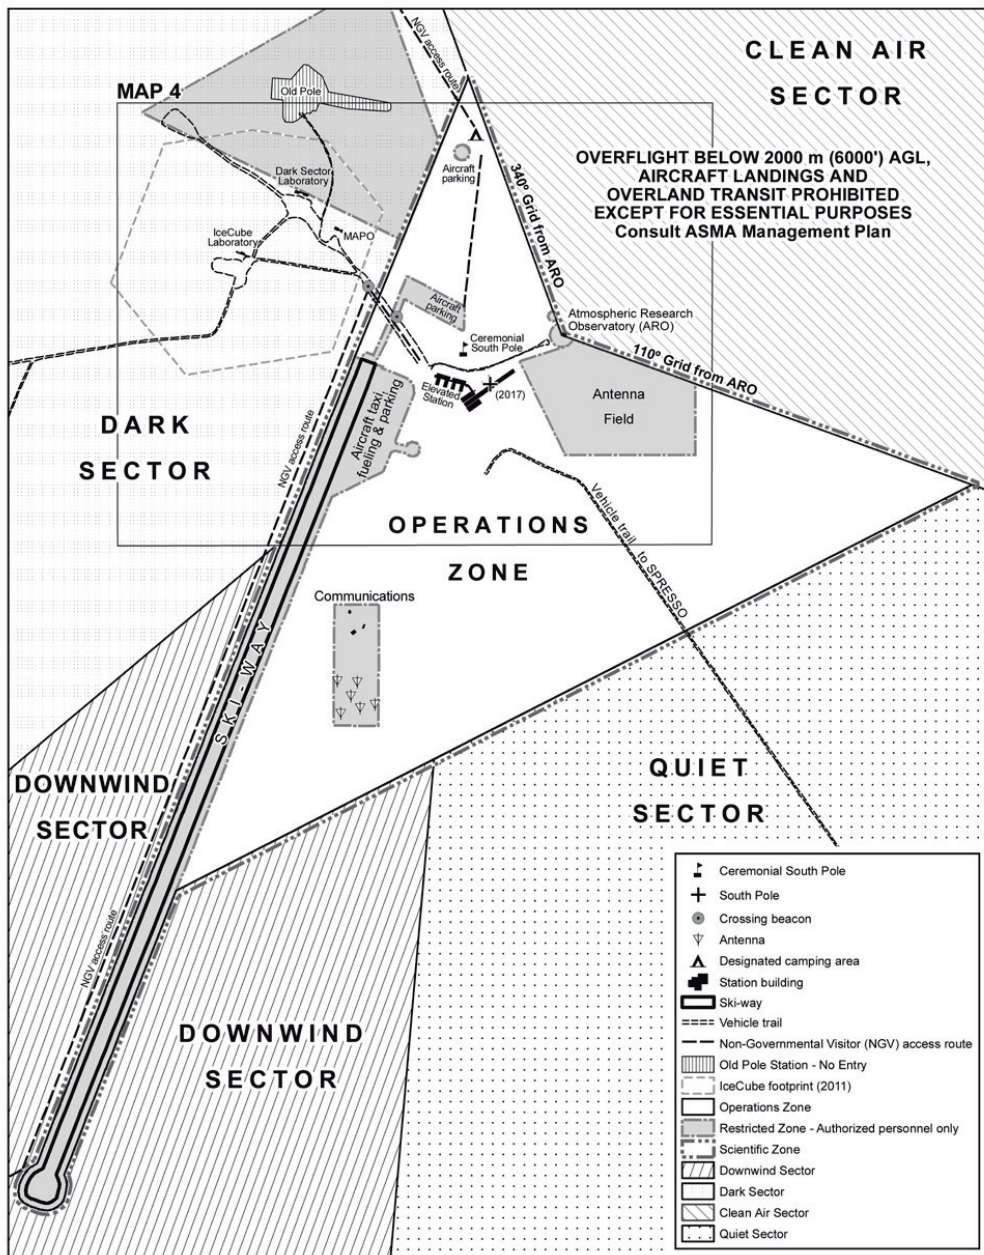 CLEAN AIR
SECTOR
NGV access route
MAP 4
Old Pole
OVERFLIGHT BELOW 2000 m (6000') AGL,
AIRCRAFT LANDINGS AND
OVERLAND TRANSIT PROHIBITED
EXCEPT FOR ESSENTIAL PURPOSES
Consult ASMA Management Plan
Aircraft
parking
340º Grid from ARO
Dark Sector
Laboratory
IceCube
Laboratory
MAPO
Aircraft
parking
Atmospheric Research
Observatory (ARO)
Ceremonial
South Pole
110º Grid from ARO
Elevated
Station
(2017)
Antenna
Field
Aircraft taxi,
fueling & parking
DARK
SECTOR
NGV access route
OPERATIONS
ZONE
Vehicle trail to SPRESSO
Communications
SKI-WAY
DOWNWIND
SECTOR
QUIET
SECTOR
NGV access route
DOWNWIND
SECTOR
Ceremonial South Pole
South Pole
Crossing beacon
Antenna
Designated camping area
Station building
Ski-way
Vehicle trail
Non-Governmental Visitor (NGV) access route
Old Pole Station - No Entry
IceCube footprint (2011)
Operations Zone
Restricted Zone - Authorized personnel only
Scientific Zone
Downwind Sector
Dark Sector
Clean Air Sector
Quiet Sector